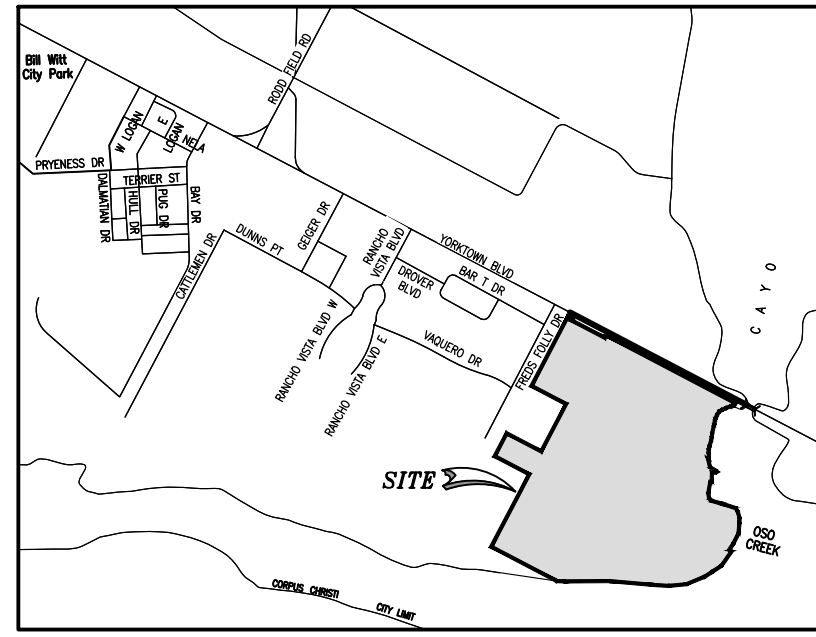 Bill Witt
City Park
RODD FIELD RD
W LOGAN
E
LOGAN
NELA
PRYENESS DR
TERRIER ST
DALMATIAN DR
HULL DR
PUG DR
BAY DR
CATTLEMEN DR
DUNNS PT
GEIGER DR
RANCHO
VISTA BLVD
YORKTOWN BLVD
DROVER
BLVD
BAR T DR
RANCHO VISTA BLVD W
RANCHO VISTA BLVD E
VAQUERO DR
FREDS FOLLY DR
CAYO
SITE
OSO
CREEK
CORPUS CHRISTI
CITY LIMIT